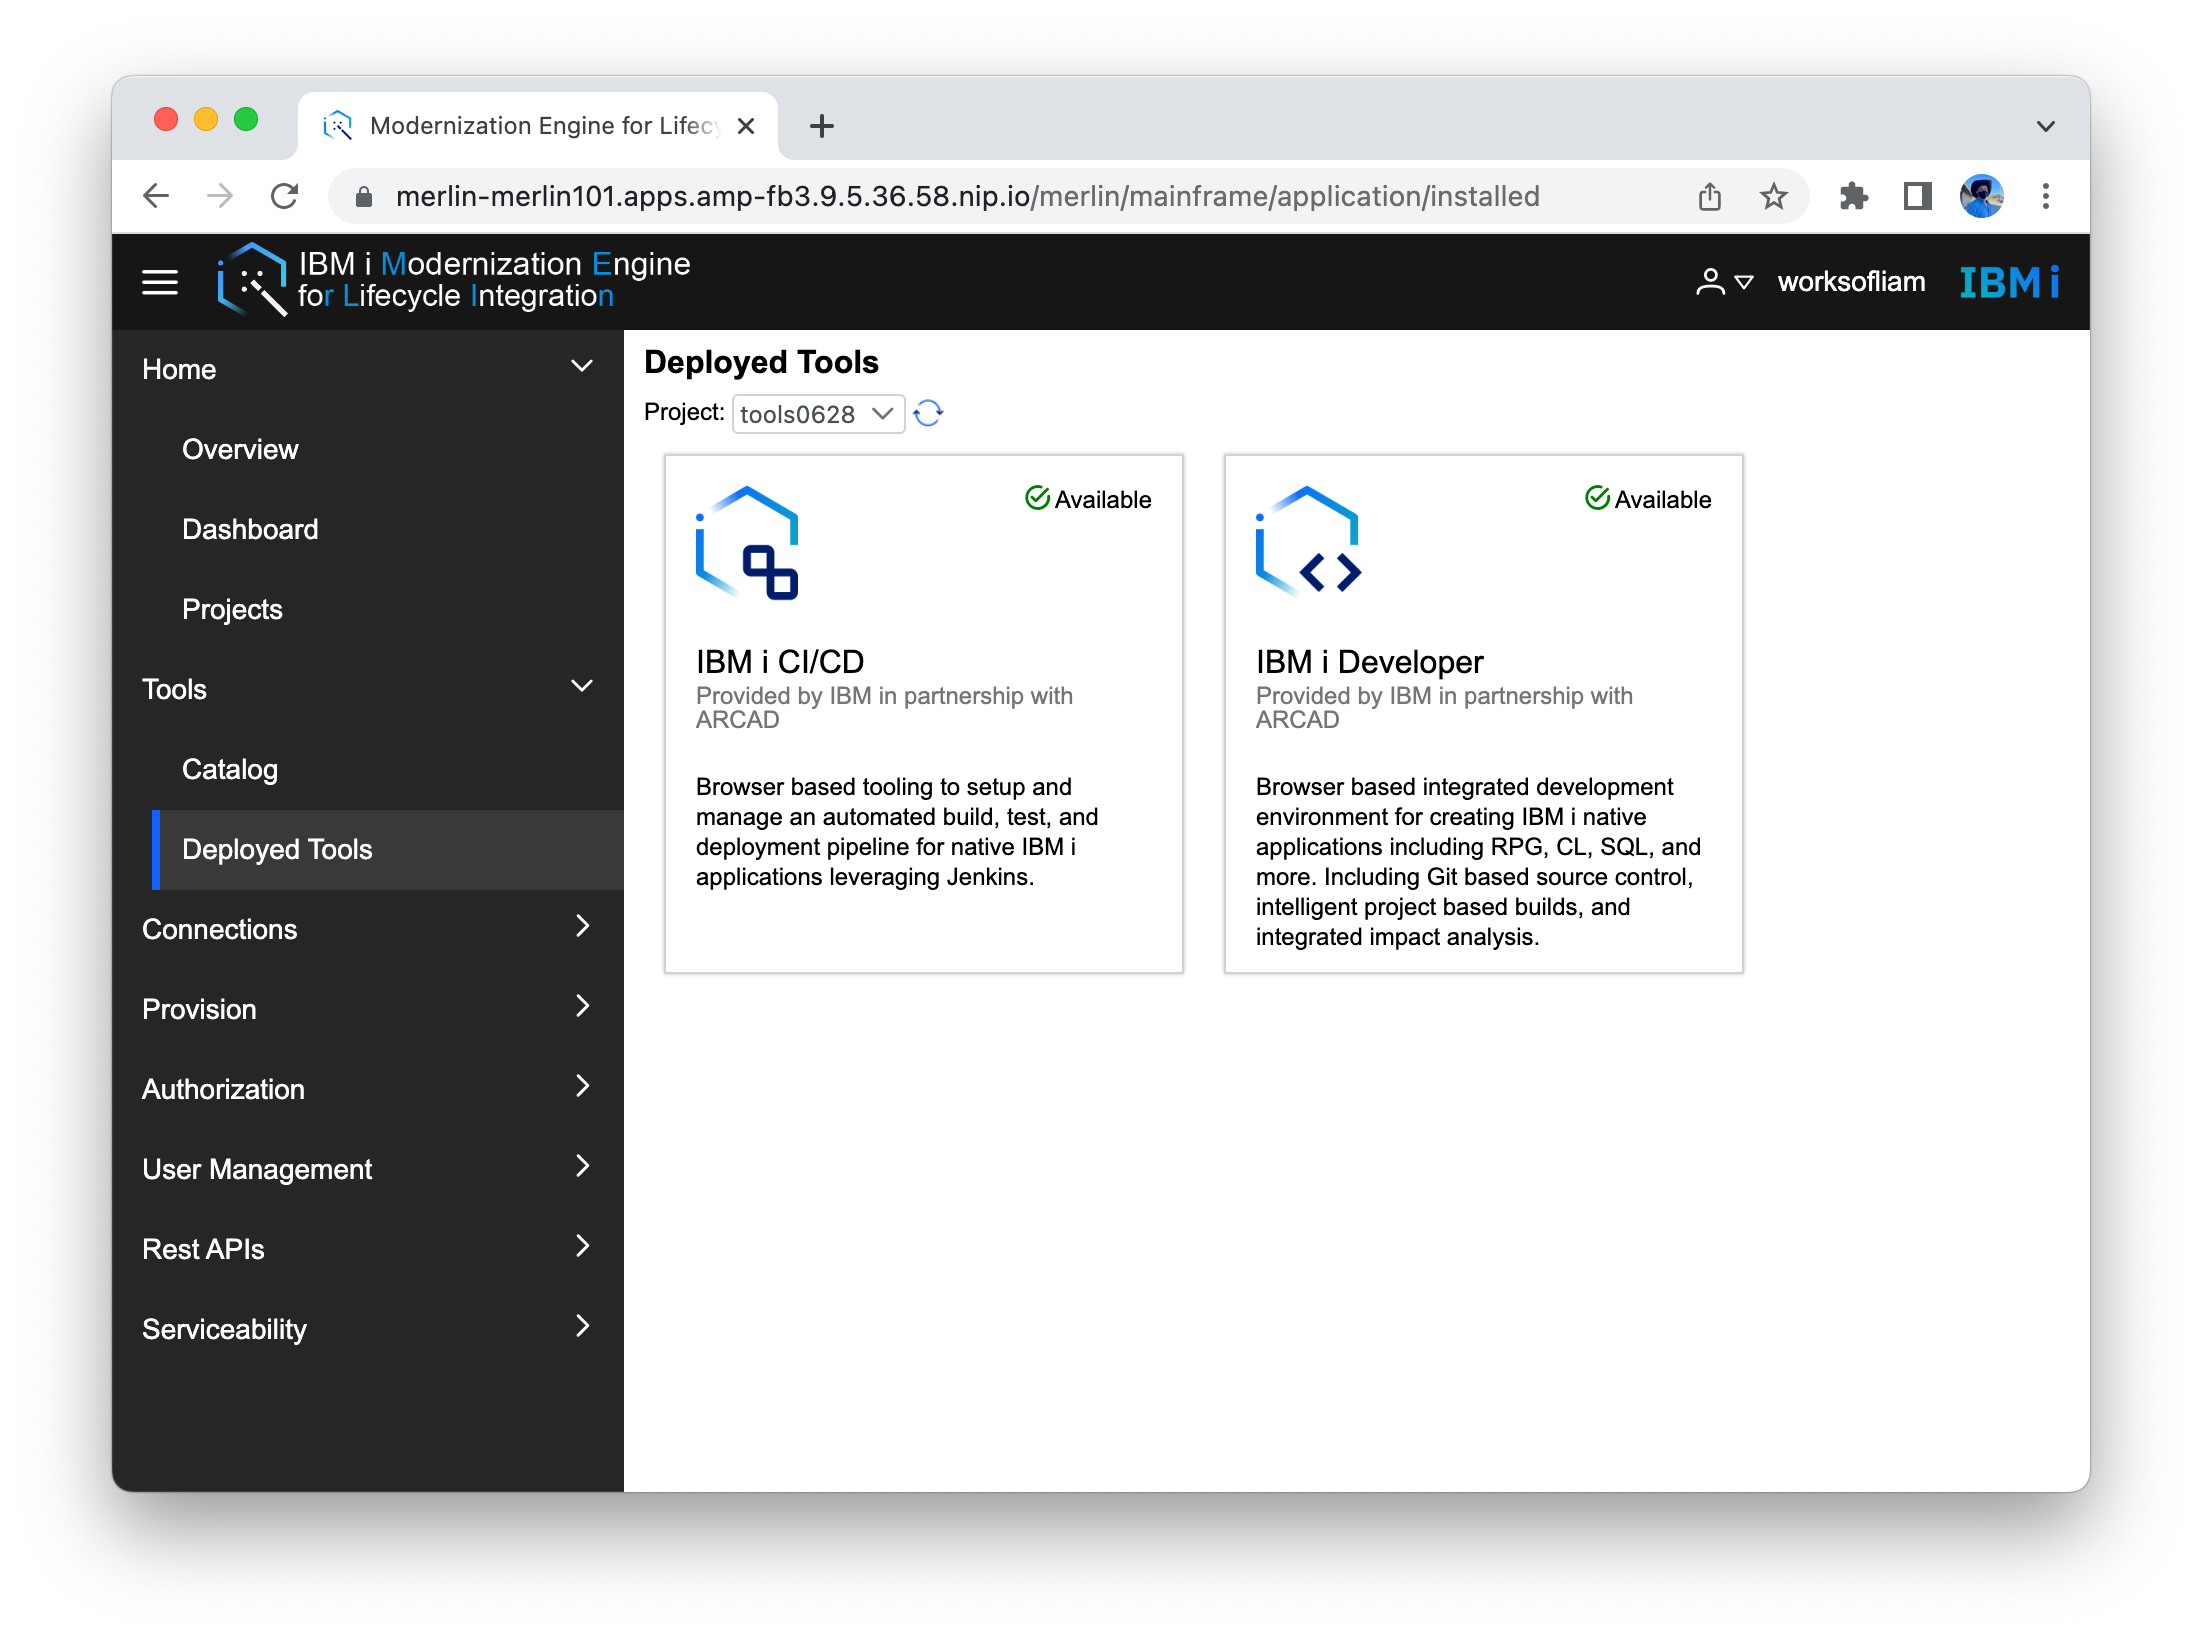 Modernization Engine for Lifecy
merlin-merlin101.apps.amp-fb3.9.5.36.58.nip.io/merlin/mainframe/application/installed
IBM i Modernization Engine
for Lifecycle Integration
worksofliam
IBM i
Home
Overview
Dashboard
Projects
Tools
Catalog
Deployed Tools
Connections
Provision
Authorization
User Management
Rest APIs
Serviceability
Deployed Tools
Project: tools0628
Available
IBM i CI/CD
Provided by IBM in partnership with
ARCAD
Browser based tooling to setup and
manage an automated build, test, and
deployment pipeline for native IBM i
applications leveraging Jenkins.
Available
IBM i Developer
Provided by IBM in partnership with
ARCAD
Browser based integrated development
environment for creating IBM i native
applications including RPG, CL, SQL, and
more. Including Git based source control,
intelligent project based builds, and
integrated impact analysis.